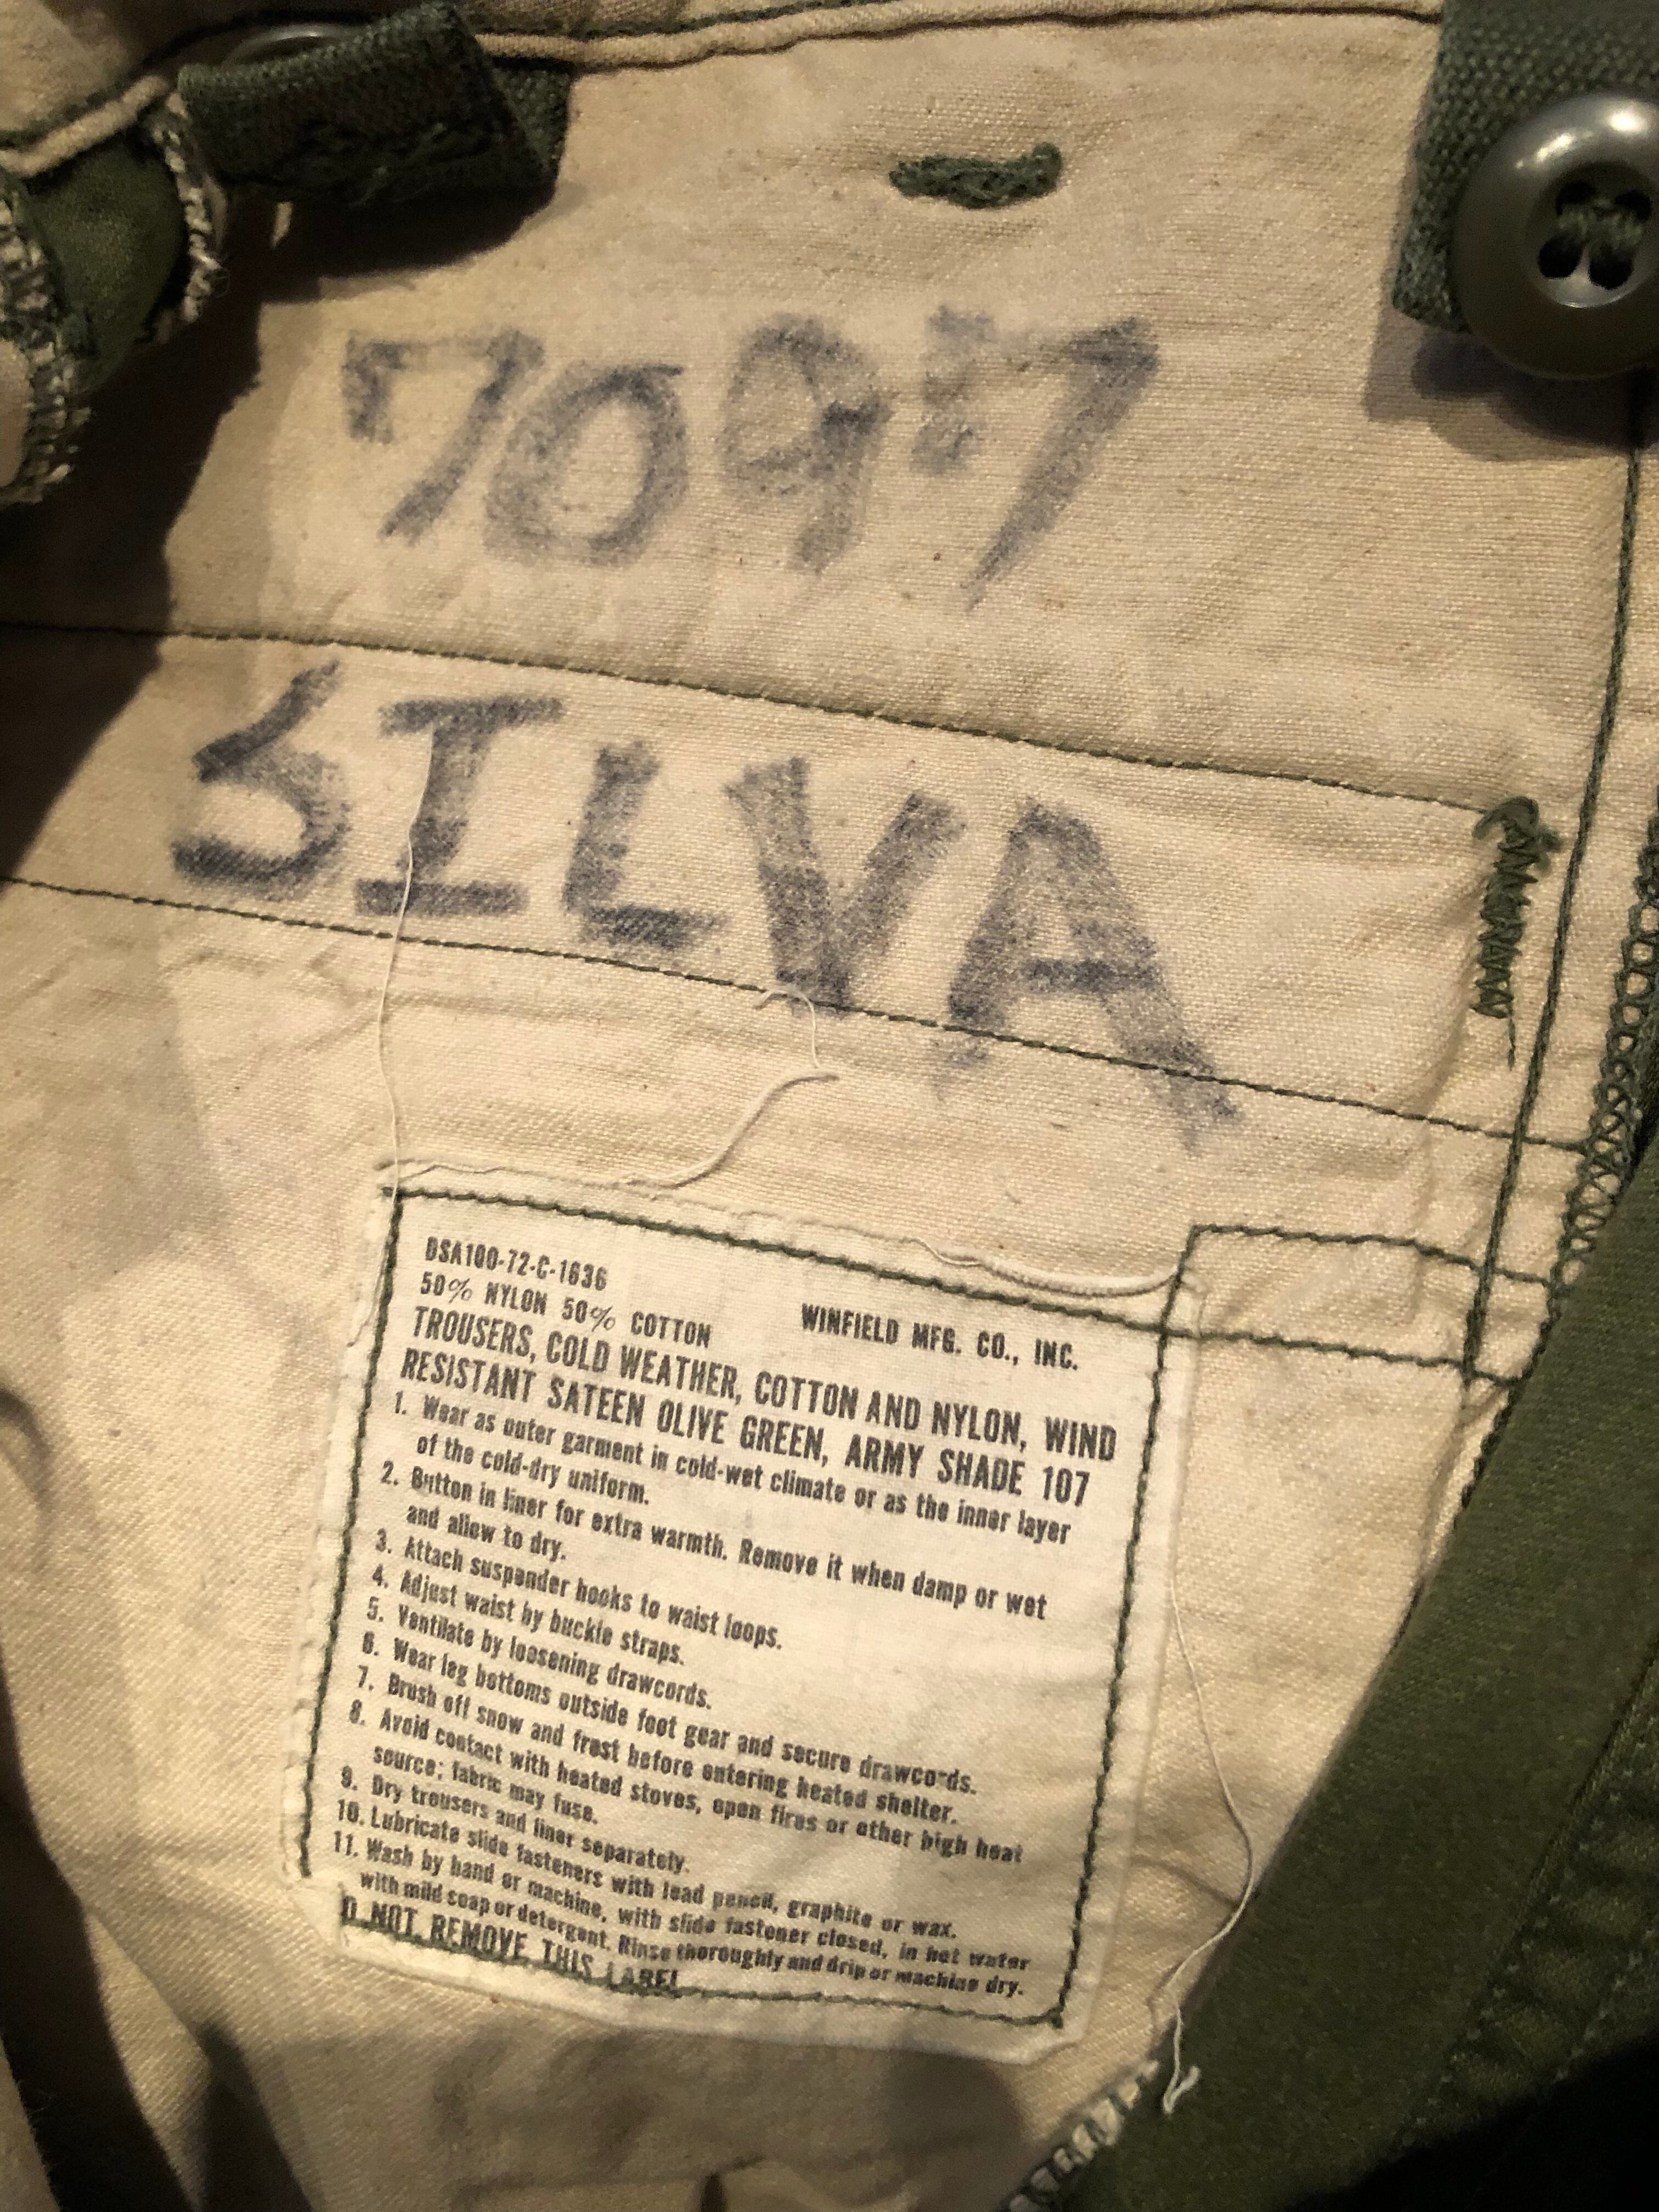 7097
SILVA
DSA100-72-C-1636
50% NYLON 50% COTTON WINFIELD MFG. CO., INC.
TROUSERS, COLD WEATHER, COTTON AND NYLON, WIND
RESISTANT SATEEN OLIVE GREEN, ARMY SHADE 107
1. Wear as outer garment in cold-wet climate or as the inner layer
of the cold-dry uniform.
2. Button in liner for extra warmth. Remove it when damp or wet
and allow to dry.
3. Attach suspender hooks to waist loops.
4. Adjust waist by buckle straps.
5. Ventilate by loosening drawcords.
6. Wear leg bottoms outside foot gear and secure drawcords.
7. Brush off snow and frost before entering heated shelter.
8. Avoid contact with heated stoves, open fires or other high heat
source; fabric may fuse.
9. Dry trousers and liner separately.
10. Lubricate slide fasteners with lead pencil, graphite or wax.
11. Wash by hand or machine, with slide fastener closed, in hot water
with mild soap or detergent. Rinse thoroughly and drip or machine dry.
DO NOT REMOVE THIS LABEL